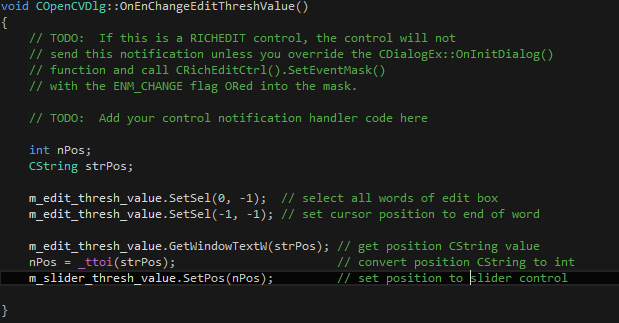 void COpenCVDlg::OnEnChangeEditThreshValue()
{
// TODO:  If this is a RICHEDIT control, the control will not
// send this notification unless you override the CDialogEx::OnInitDialog()
// function and call CRichEditCtrl().SetEventMask()
// with the ENM_CHANGE flag ORed into the mask.
// TODO:  Add your control notification handler code here
int nPos;
CString strPos;
m_edit_thresh_value.SetSel(0, -1);  // select all words of edit box
m_edit_thresh_value.SetSel(-1, -1); // set cursor position to end of word
m_edit_thresh_value.GetWindowTextW(strPos); // get position CString value
nPos = _ttoi(strPos);                       // convert position CString to int
m_slider_thresh_value.SetPos(nPos);         // set position to slider control
}